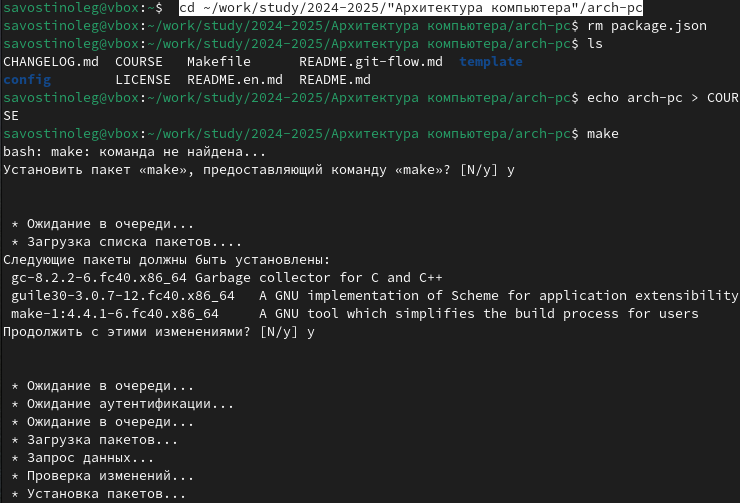 savostinoleg@vbox:~$ cd ~/work/study/2024-2025/"Архитектура компьютера"/arch-pc
savostinoleg@vbox:~/work/study/2024-2025/Архитектура компьютера/arch-pc$ rm package.json
savostinoleg@vbox:~/work/study/2024-2025/Архитектура компьютера/arch-pc$ ls
CHANGELOG.md  COURSE   Makefile      README.git-flow.md  template
config        LICENSE  README.en.md  README.md
savostinoleg@vbox:~/work/study/2024-2025/Архитектура компьютера/arch-pc$ echo arch-pc > COUR
SE
savostinoleg@vbox:~/work/study/2024-2025/Архитектура компьютера/arch-pc$ make
bash: make: команда не найдена...
Установить пакет «make», предоставляющий команду «make»? [N/y] y
* Ожидание в очереди...
* Загрузка списка пакетов....
Следующие пакеты должны быть установлены:
gc-8.2.2-6.fc40.x86_64 Garbage collector for C and C++
guile30-3.0.7-12.fc40.x86_64   A GNU implementation of Scheme for application extensibility
make-1:4.4.1-6.fc40.x86_64     A GNU tool which simplifies the build process for users
Продолжить с этими изменениями? [N/y] y
* Ожидание в очереди...
* Ожидание аутентификации...
* Ожидание в очереди...
* Загрузка пакетов...
* Запрос данных...
* Проверка изменений...
* Установка пакетов...